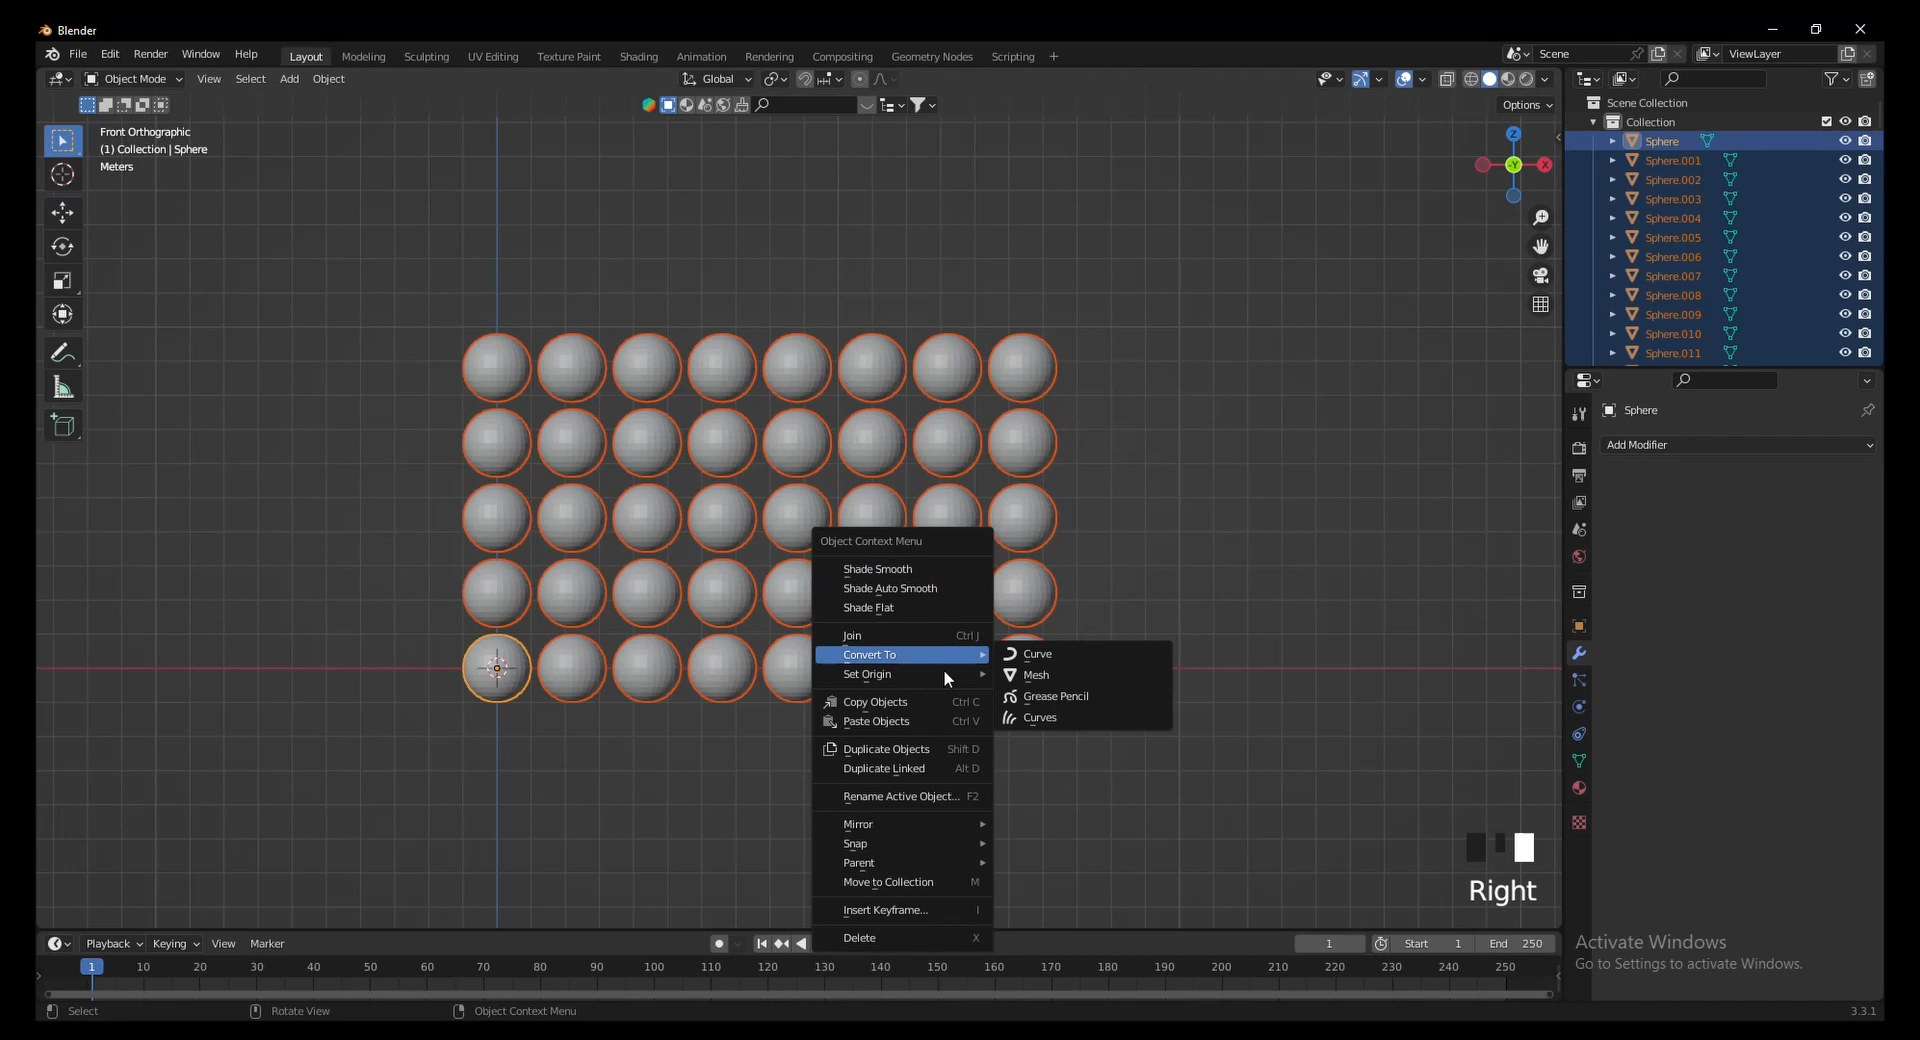 Blender
File Edit Render Window Help Layout Modeling Sculpting UV Editing Texture Paint Shading Animation Rendering Compositing Geometry Nodes Scripting + Scene ViewLayer
Object Mode View Select Add Object Global
Options
Front Orthographic
(1) Collection | Sphere
Meters
Z
-Y X
Scene Collection
Collection
Sphere
Sphere.001
Sphere.002
Sphere.003
Sphere.004
Sphere.005
Sphere.006
Sphere.007
Sphere.008
Sphere.009
Sphere.010
Sphere.011
Sphere
Add Modifier
Object Context Menu
Shade Smooth
Shade Auto Smooth
Shade Flat
Join Ctrl J
Convert To
Set Origin
Copy Objects Ctrl C
Paste Objects Ctrl V
Duplicate Objects Shift D
Duplicate Linked Alt D
Rename Active Object... F2
Mirror
Snap
Parent
Move to Collection M
Insert Keyframe... I
Delete X
Curve
Mesh
Grease Pencil
Curves
Right
Playback Keying View Marker 1 Start 1 End 250
1 10 20 30 40 50 60 70 80 90 100 110 120 130 140 150 160 170 180 190 200 210 220 230 240 250
Activate Windows
Go to Settings to activate Windows.
Select Rotate View Object Context Menu 3.3.1